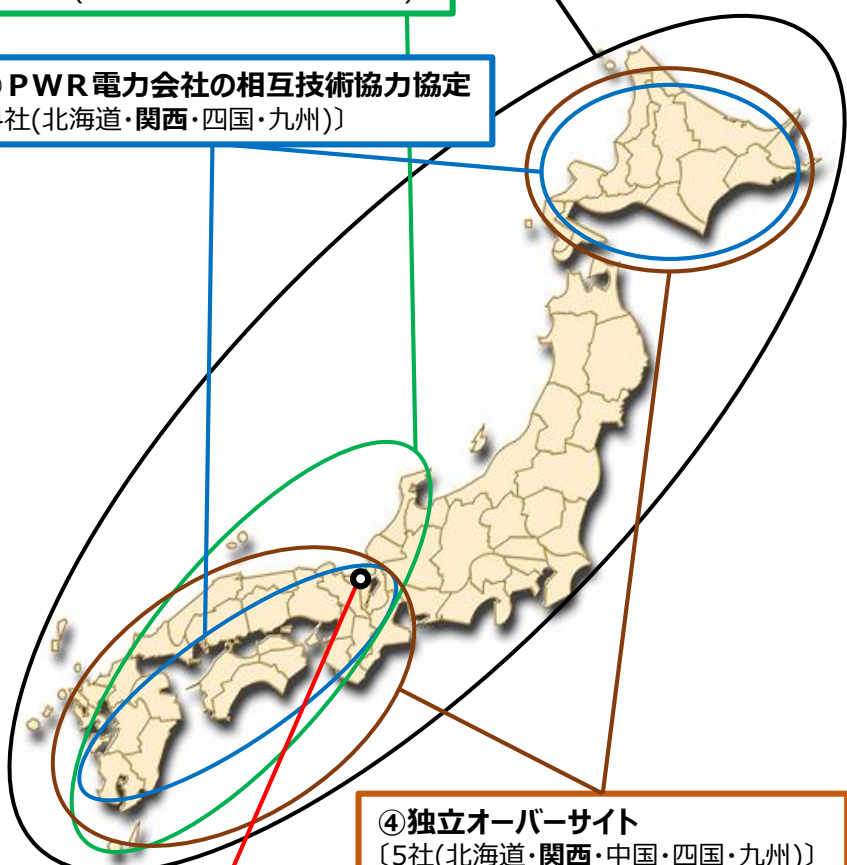 PWR電力会社の相互技術協力協定
社(北海道・関西・四国・九州)〕
④独立オーバーサイト
〔5社(北海道・関西・中国・四国・九州)〕